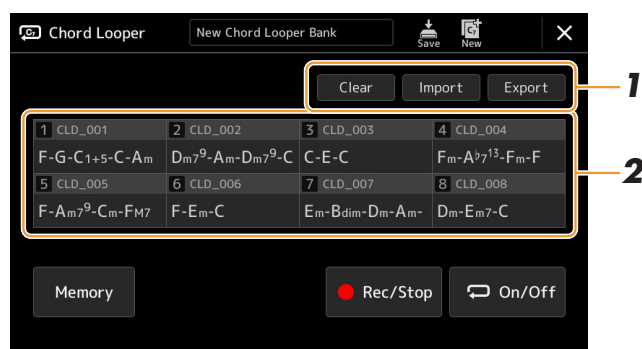 C7 Chord Looper New Chord Looper Bank Save C7 New ×
Clear Import Export 1
1 CLD_001 2 CLD_002 3 CLD_003 4 CLD_004
F-G-C1+5-C-Am Dm7⁹-Am-Dm7⁹-C C-E-C Fm-A♭7¹³-Fm-F
2
5 CLD_005 6 CLD_006 7 CLD_007 8 CLD_008
F-Am7⁹-Cm-FM7 F-Em-C Em-Bdim-Dm-Am- Dm-Em7-C
Memory Rec/Stop On/Off